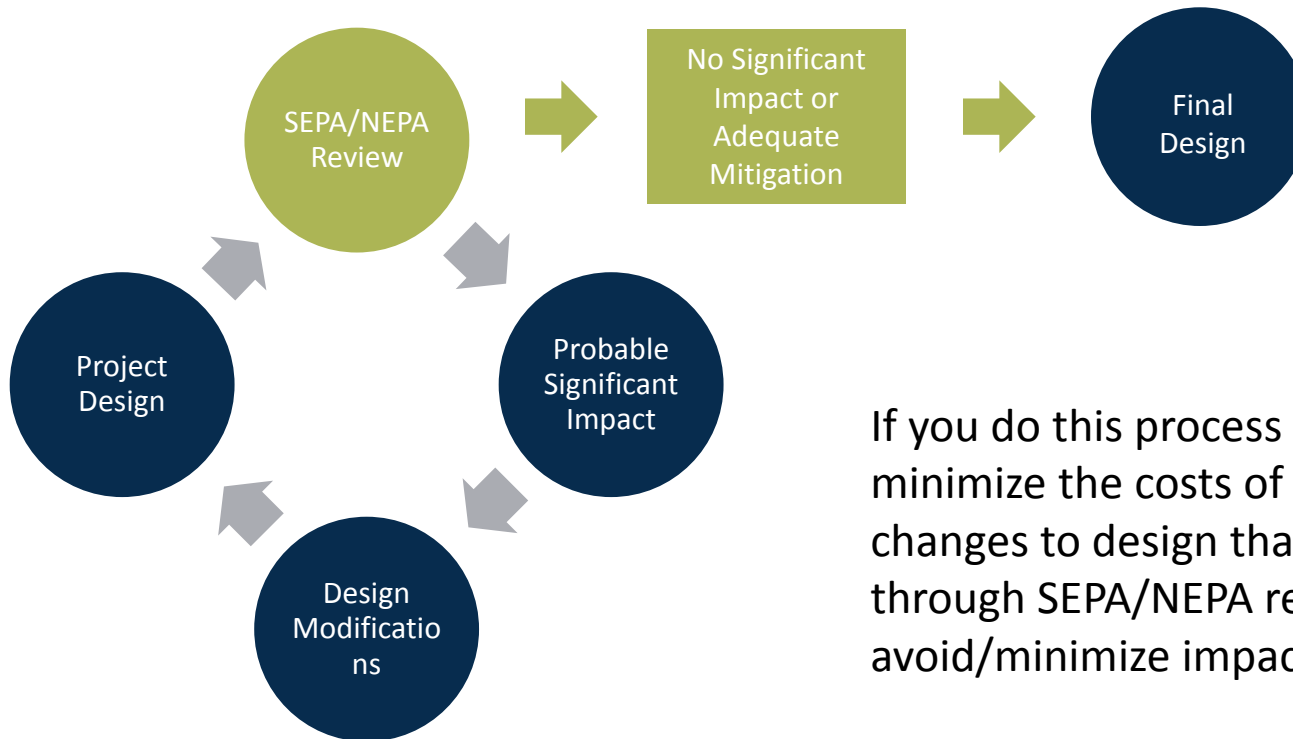 SEPA/NEPA
Review
No Significant
Impact or
Adequate
Mitigation
Final
Design
Project
Design
Probable
Significant
Impact
Design
Modificatio
ns
If you do this process
minimize the costs of
changes to design tha
through SEPA/NEPA re
avoid/minimize impac